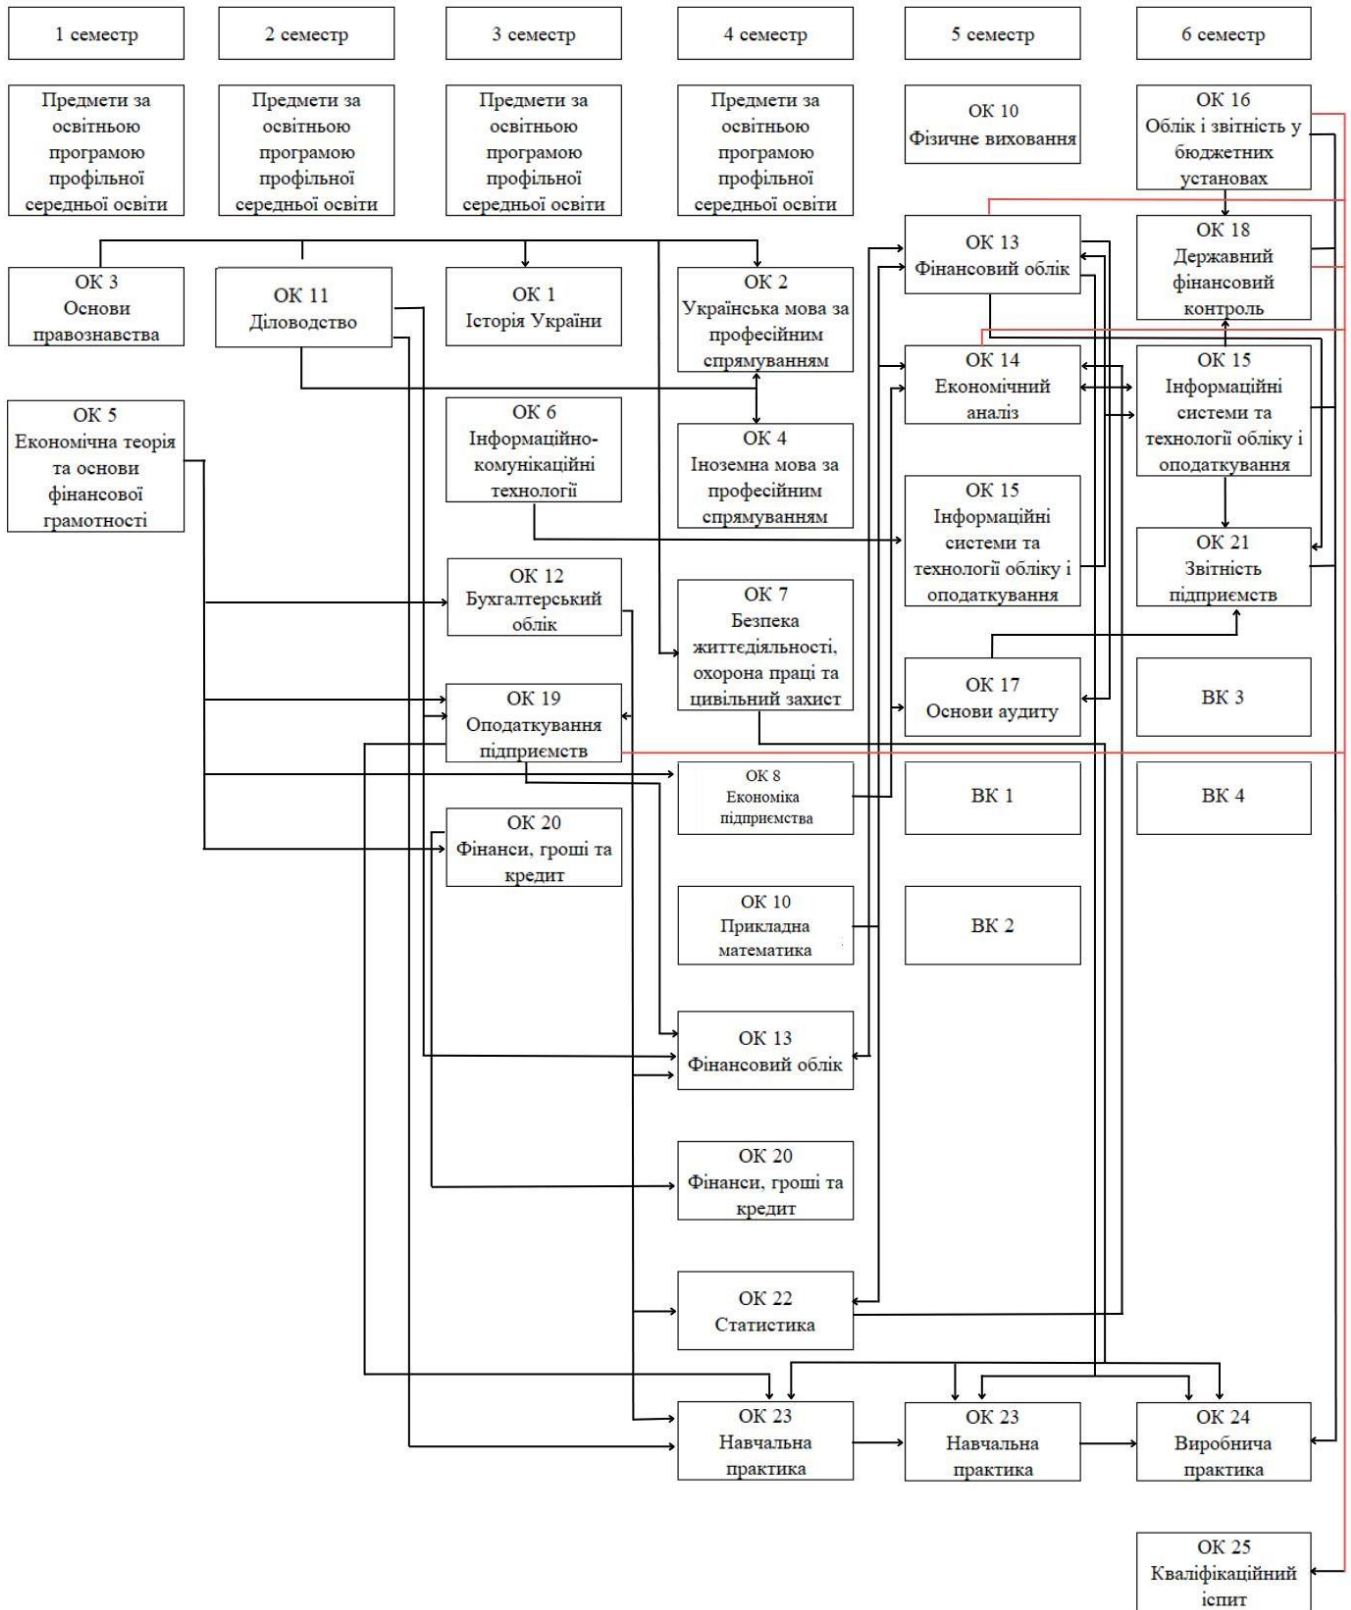 1 семестр
2 семестр
3 семестр
4 семестр
5 семестр
6 семестр
Предмети за
освітньою
програмою
профільної
середньої освіти
Предмети за
освітньою
програмою
профільної
середньої освіти
Предмети за
освітньою
програмою
профільної
середньої освіти
Предмети за
освітньою
програмою
профільної
середньої освіти
ОК 10
Фізичне виховання
ОК 16
Облік і звітність у
бюджетних
установах
ОК 3
Основи
правознавства
ОК 11
Діловодство
ОК 1
Історія України
ОК 2
Українська мова за
професійним
спрямуванням
ОК 13
Фінансовий облік
ОК 18
Державний
фінансовий
контроль
ОК 5
Економічна теорія
та основи
фінансової
грамотності
ОК 6
Інформаційно-
комунікаційні
технології
ОК 4
Іноземна мова за
професійним
спрямуванням
ОК 14
Економічний
аналіз
ОК 15
Інформаційні
системи та
технології обліку і
оподаткування
ОК 15
Інформаційні
системи та
технології обліку і
оподаткування
ОК 21
Звітність
підприємств
ОК 12
Бухгалтерський
облік
ОК 7
Безпека
життєдіяльності,
охорона праці та
цивільний захист
ОК 17
Основи аудиту
ВК 3
ОК 19
Оподаткування
підприємств
ОК 8
Економіка
підприємства
ВК 1
ВК 4
ОК 20
Фінанси, гроші та
кредит
ОК 10
Прикладна
математика
ВК 2
ОК 13
Фінансовий облік
ОК 20
Фінанси, гроші та
кредит
ОК 22
Статистика
ОК 23
Навчальна
практика
ОК 23
Навчальна
практика
ОК 24
Виробнича
практика
ОК 25
Кваліфікаційний
іспит